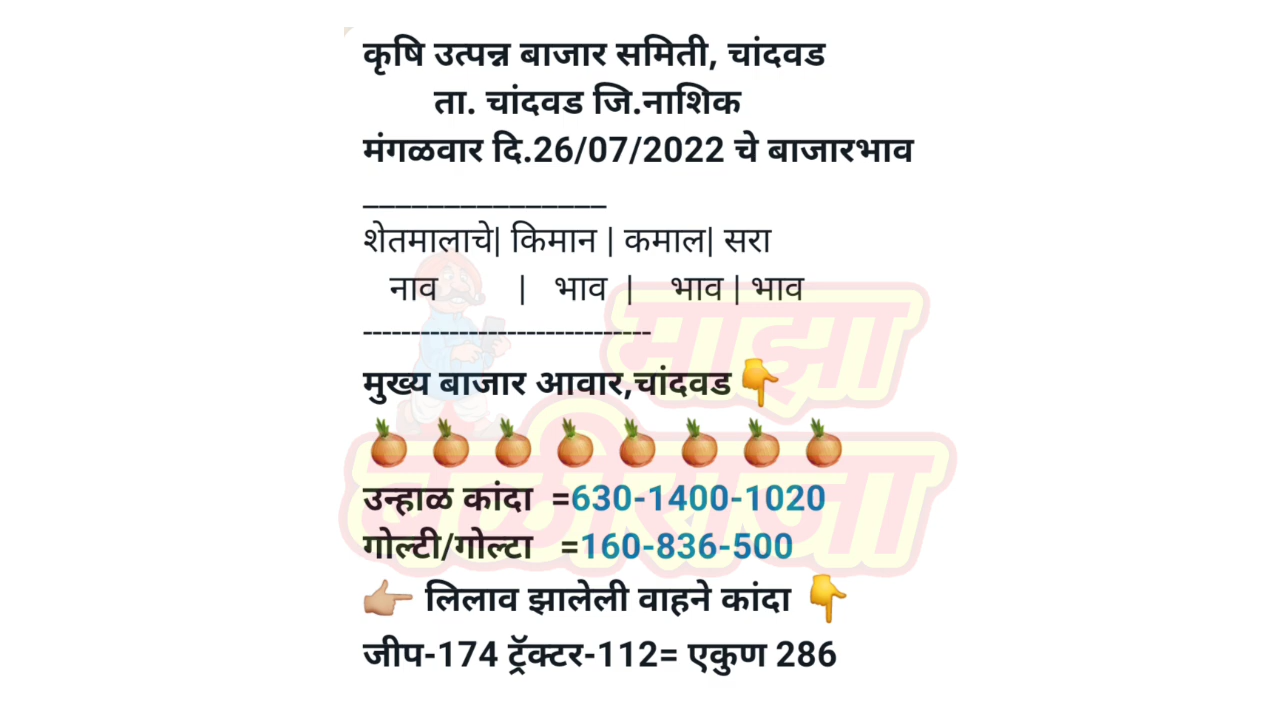 कृषि उत्पन्न बाजार समिती, चांदवड
ता. चांदवड जि.नाशिक
मंगळवार दि.26/07/2022 चे बाजारभाव
_______________
शेतमालाचे| किमान | कमाल| सरा
नाव | भाव | भाव | भाव
------------------------------
मुख्य बाजार आवार,चांदवड 👇
🧅 🧅 🧅 🧅 🧅 🧅 🧅 🧅
उन्हाळ कांदा =630-1400-1020
गोल्टी/गोल्टा =160-836-500
👉🏼 लिलाव झालेली वाहने कांदा 👇
जीप-174 ट्रॅक्टर-112= एकुण 286
माझा
बळीराजा